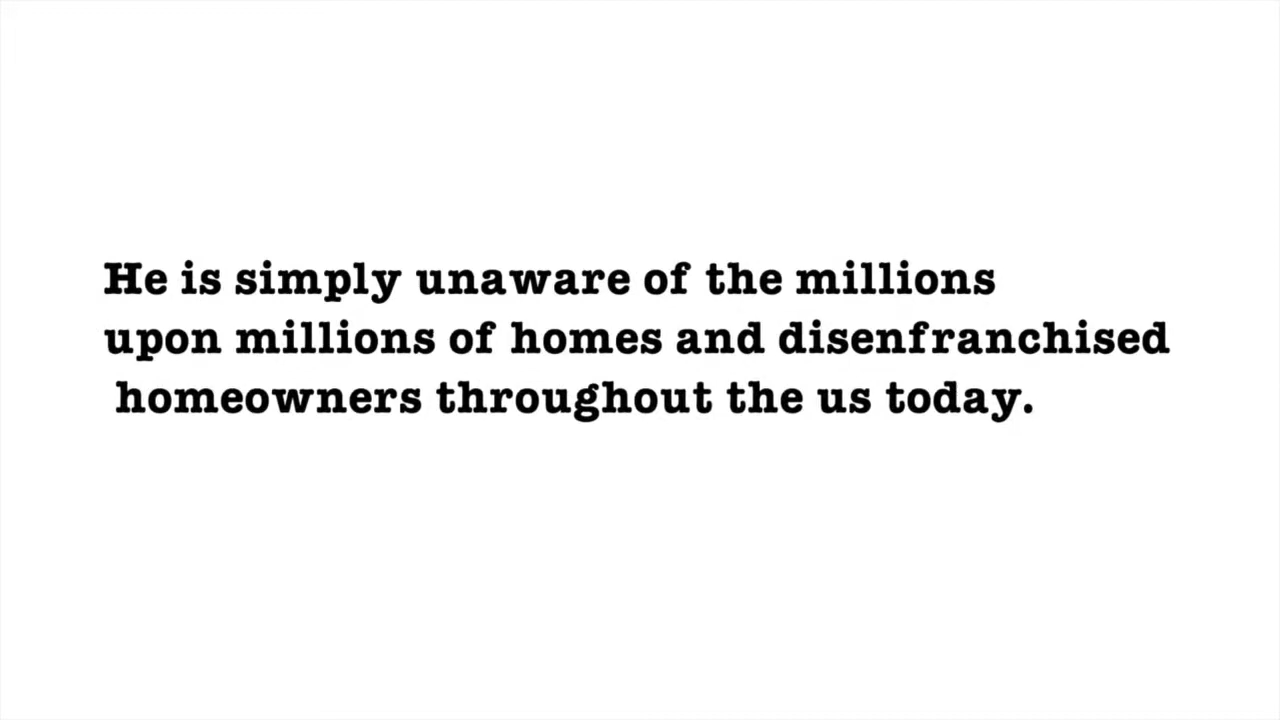 He is simply unaware of the millions
upon millions of homes and disenfranchised
homeowners throughout the us today.